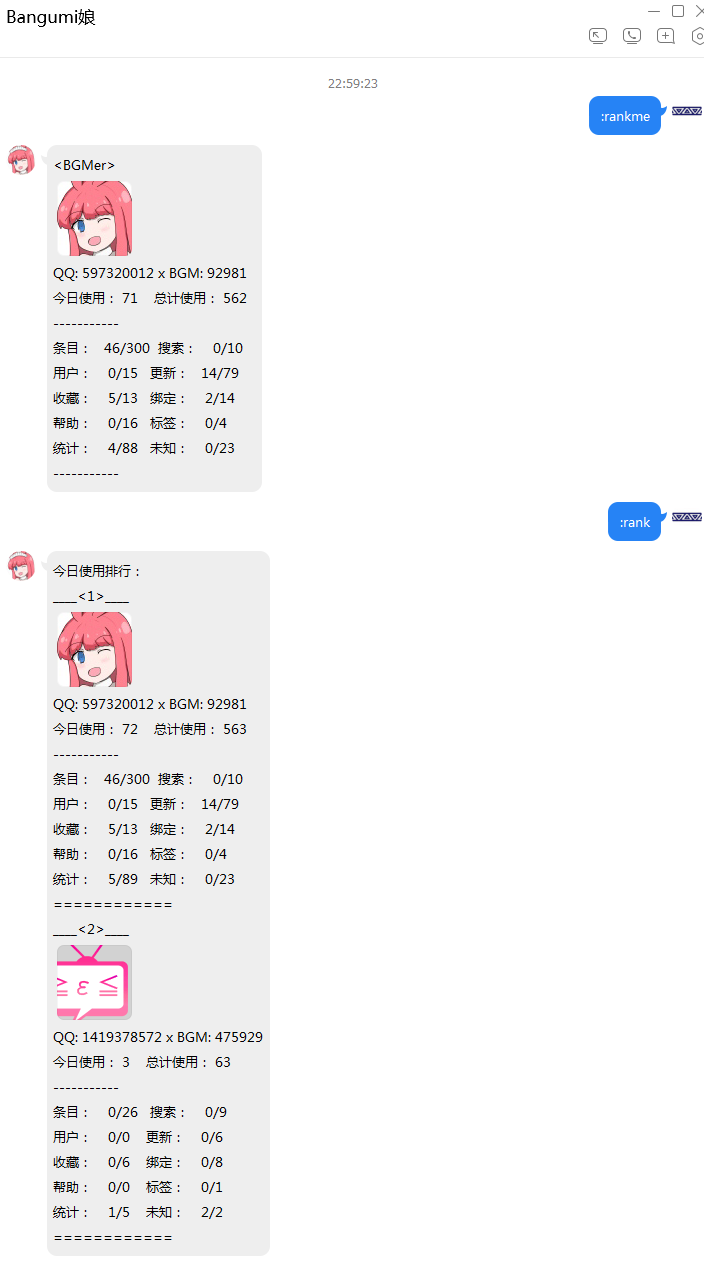 Bangumi娘
22:59:23
:rankme
<BGMer>
QQ: 597320012 x BGM: 92981
今日使用： 71 总计使用： 562
-----------
条目： 46/300 搜索： 0/10
用户： 0/15 更新： 14/79
收藏： 5/13 绑定： 2/14
帮助： 0/16 标签： 0/4
统计： 4/88 未知： 0/23
-----------
:rank
今日使用排行：
____<1>____
QQ: 597320012 x BGM: 92981
今日使用： 72 总计使用： 563
-----------
条目： 46/300 搜索： 0/10
用户： 0/15 更新： 14/79
收藏： 5/13 绑定： 2/14
帮助： 0/16 标签： 0/4
统计： 5/89 未知： 0/23
============
____<2>____
≧ ε ≦
QQ: 1419378572 x BGM: 475929
今日使用： 3 总计使用： 63
-----------
条目： 0/26 搜索： 0/9
用户： 0/0 更新： 0/6
收藏： 0/6 绑定： 0/8
帮助： 0/0 标签： 0/1
统计： 1/5 未知： 2/2
============